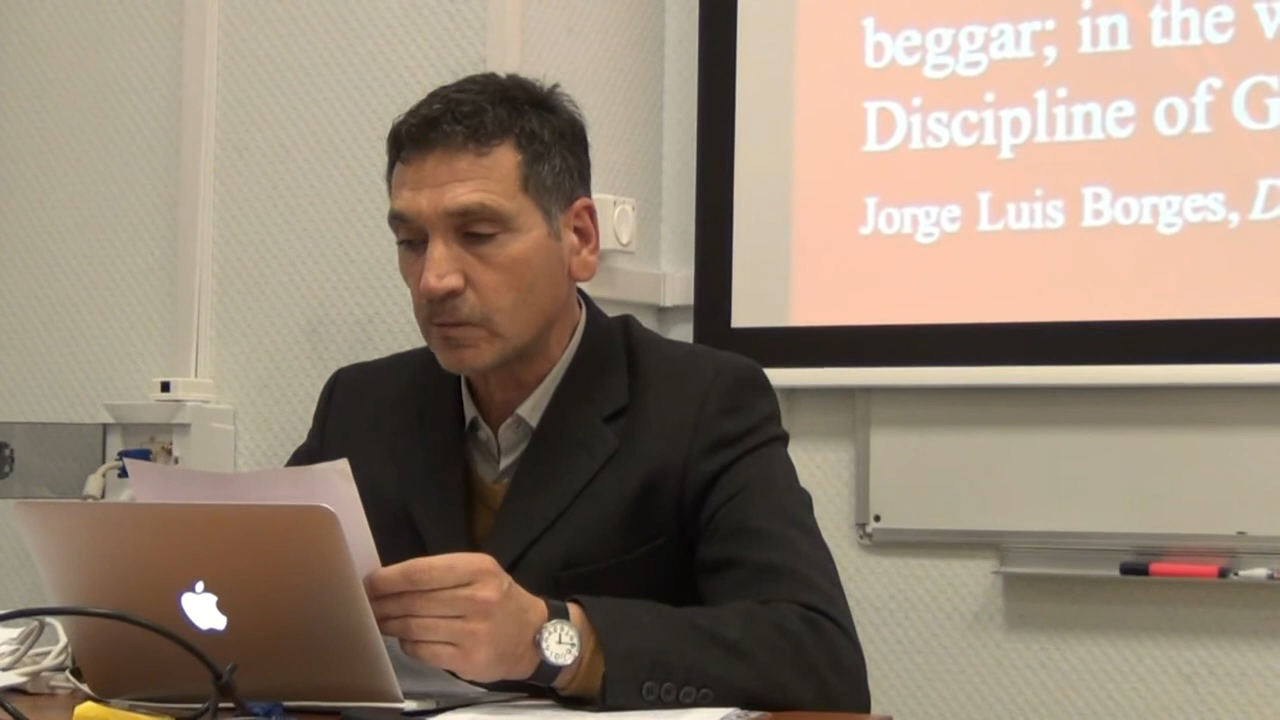 beggar; in the
Discipline of
Jorge Luis Borges,